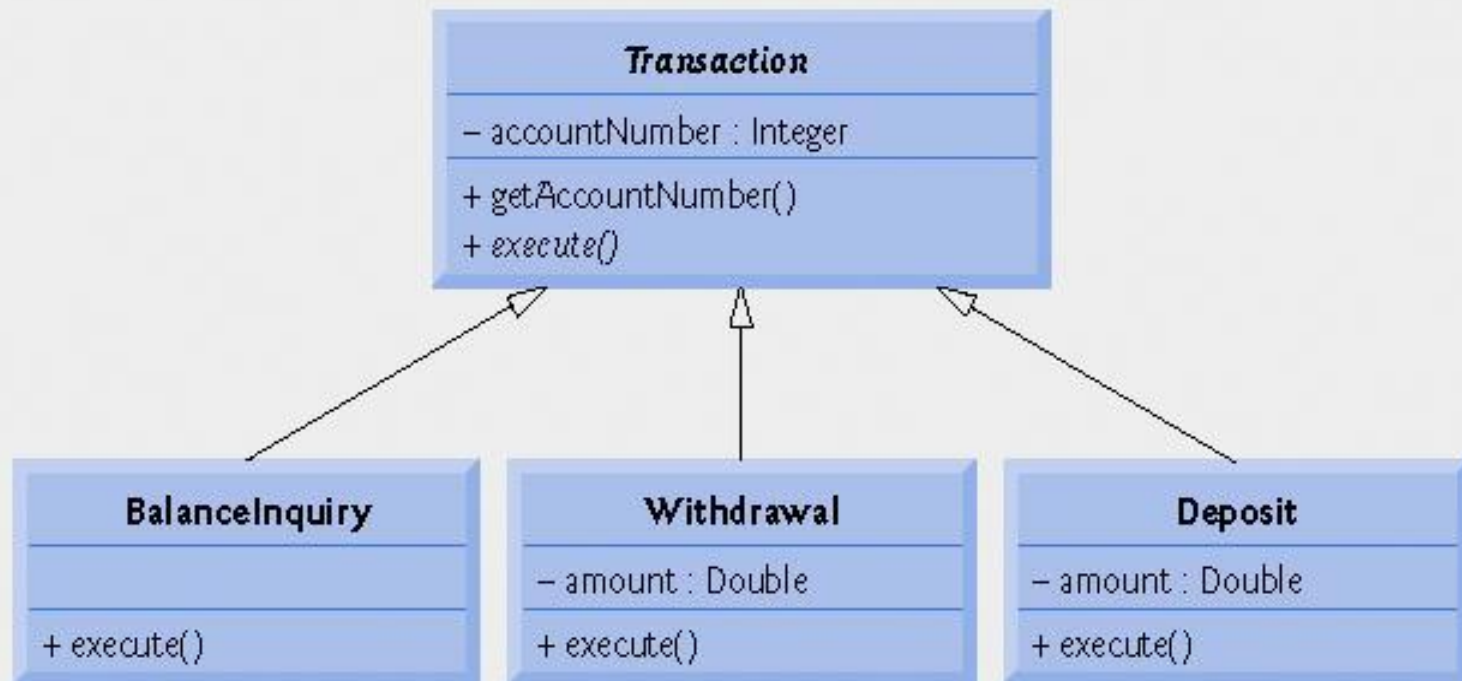 Transaction
– accountNumber : Integer
+ getAccountNumber()
+ execute()
BalanceInquiry
+ execute()
Withdrawal
– amount : Double
+ execute()
Deposit
– amount : Double
+ execute()